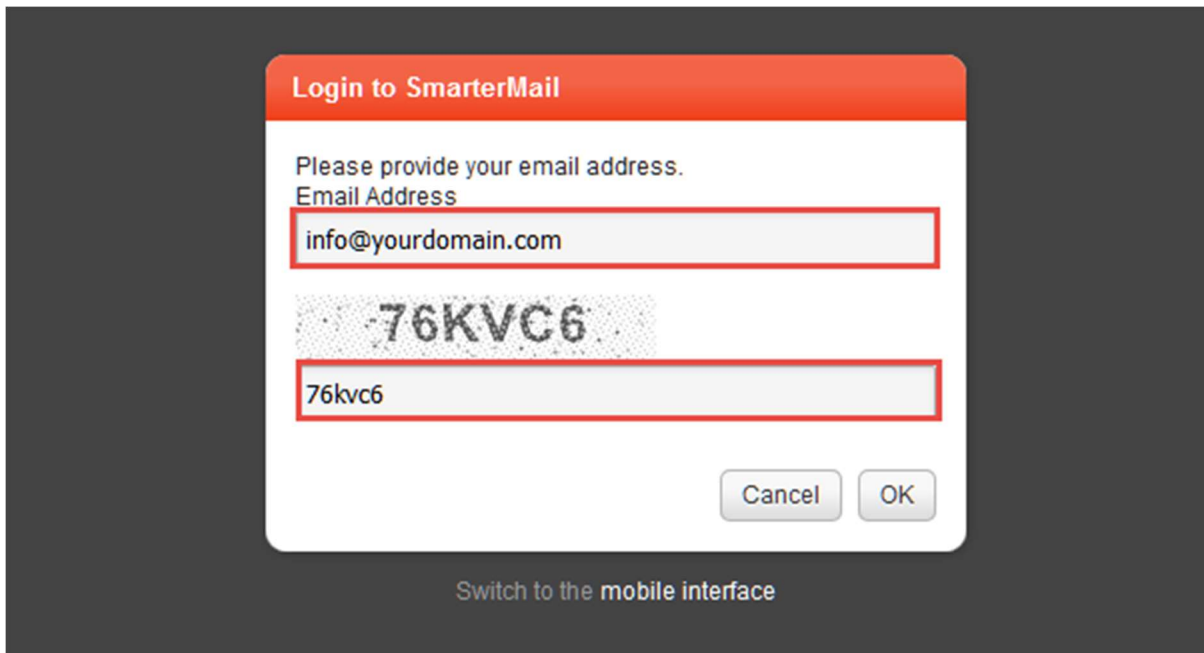 Login to SmarterMail
Please provide your email address.
Email Address
info@yourdomain.com
76KVC6
76kvc6
Cancel OK
Switch to the mobile interface